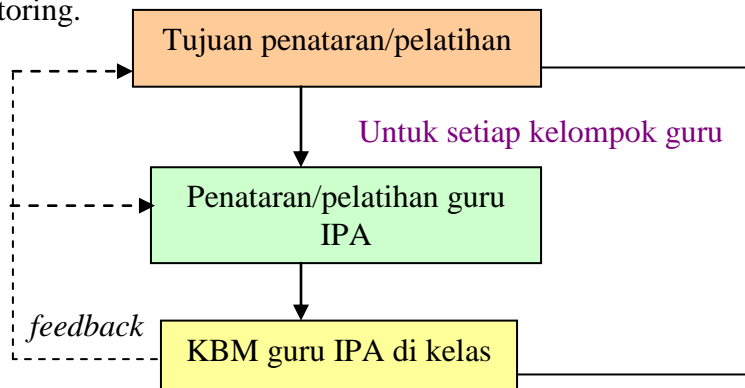 toring.
Tujuan penataran/pelatihan
Untuk setiap kelompok guru
Penataran/pelatihan guru
IPA
feedback
KBM guru IPA di kelas